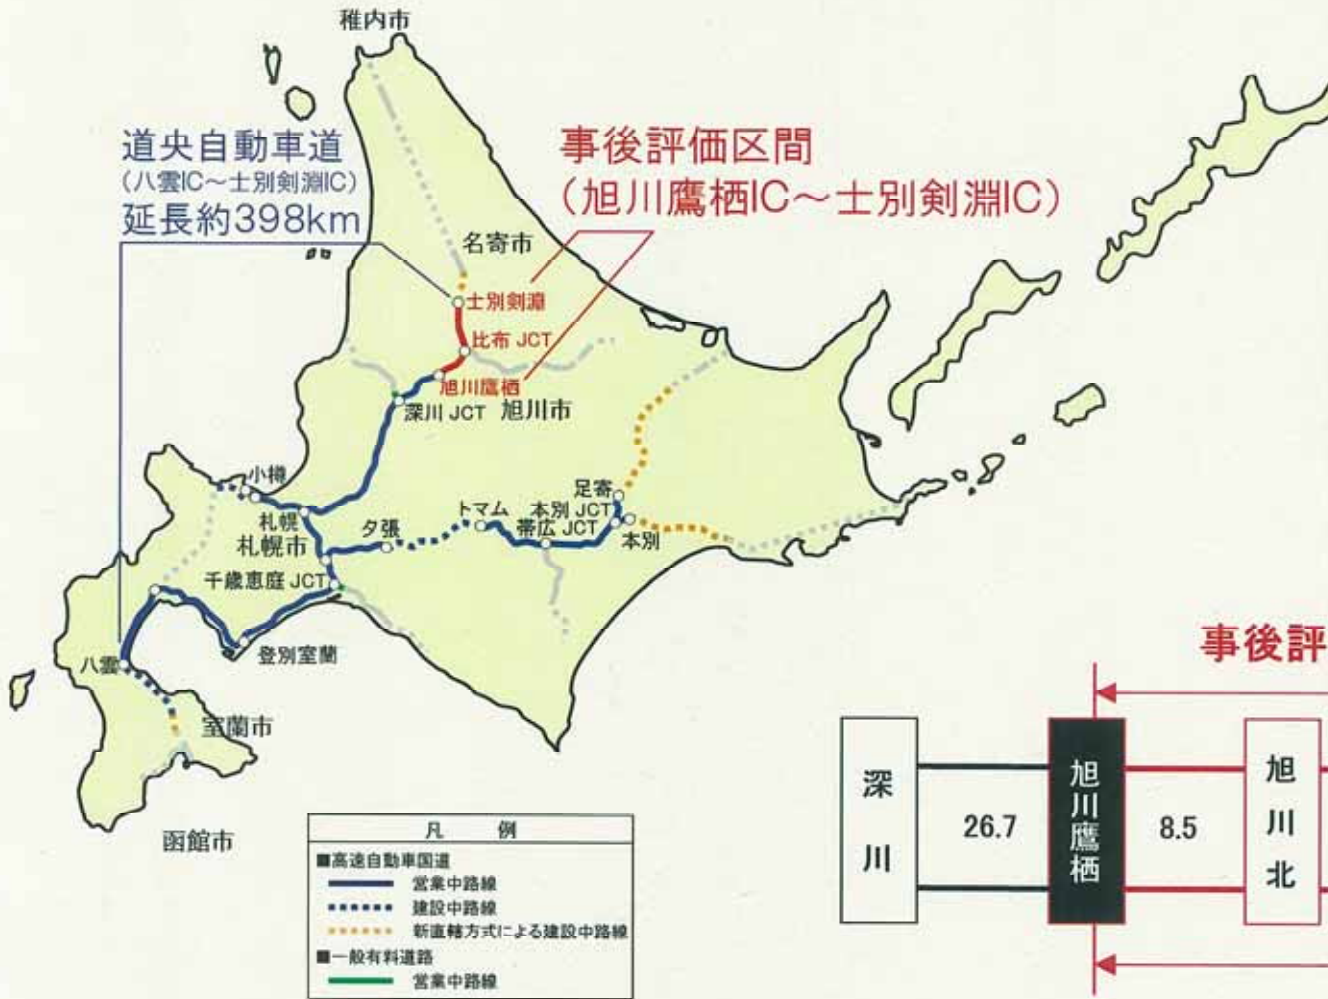 稚内市
道央自動車道
(八雲IC～士別剣淵IC)
延長約398km
事後評価区間
(旭川鷹栖IC～士別剣淵IC)
名寄市
士別剣淵
比布 JCT
旭川鷹栖
深川 JCT
旭川市
小樽
札幌
札幌市
夕張
トマム
足寄
本別 JCT
帯広 JCT
本別
千歳恵庭 JCT
登別室蘭
八雲
室蘭市
函館市
凡 例
■高速自動車国道
営業中路線
建設中路線
新直轄方式による建設中路線
■一般有料道路
営業中路線
事後評
深川
26.7
旭川鷹栖
8.5
旭川北